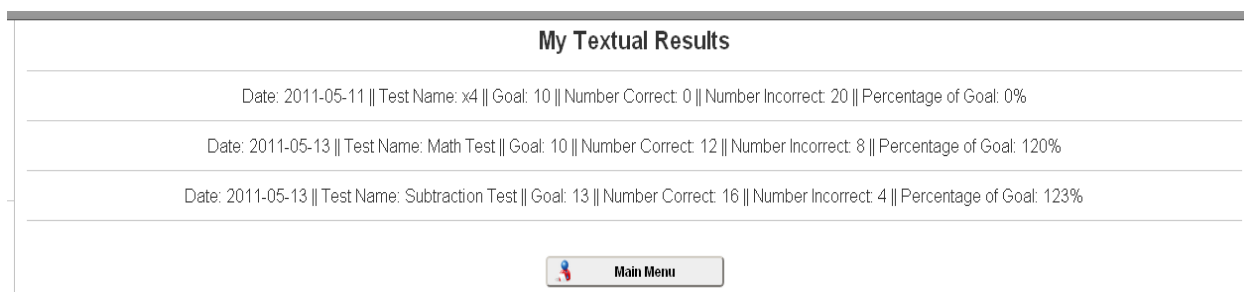 My Textual Results
Date: 2011-05-11 || Test Name: x4 || Goal: 10 || Number Correct: 0 || Number Incorrect: 20 || Percentage of Goal: 0%
Date: 2011-05-13 || Test Name: Math Test || Goal: 10 || Number Correct: 12 || Number Incorrect: 8 || Percentage of Goal: 120%
Date: 2011-05-13 || Test Name: Subtraction Test || Goal: 13 || Number Correct: 16 || Number Incorrect: 4 || Percentage of Goal: 123%
Main Menu